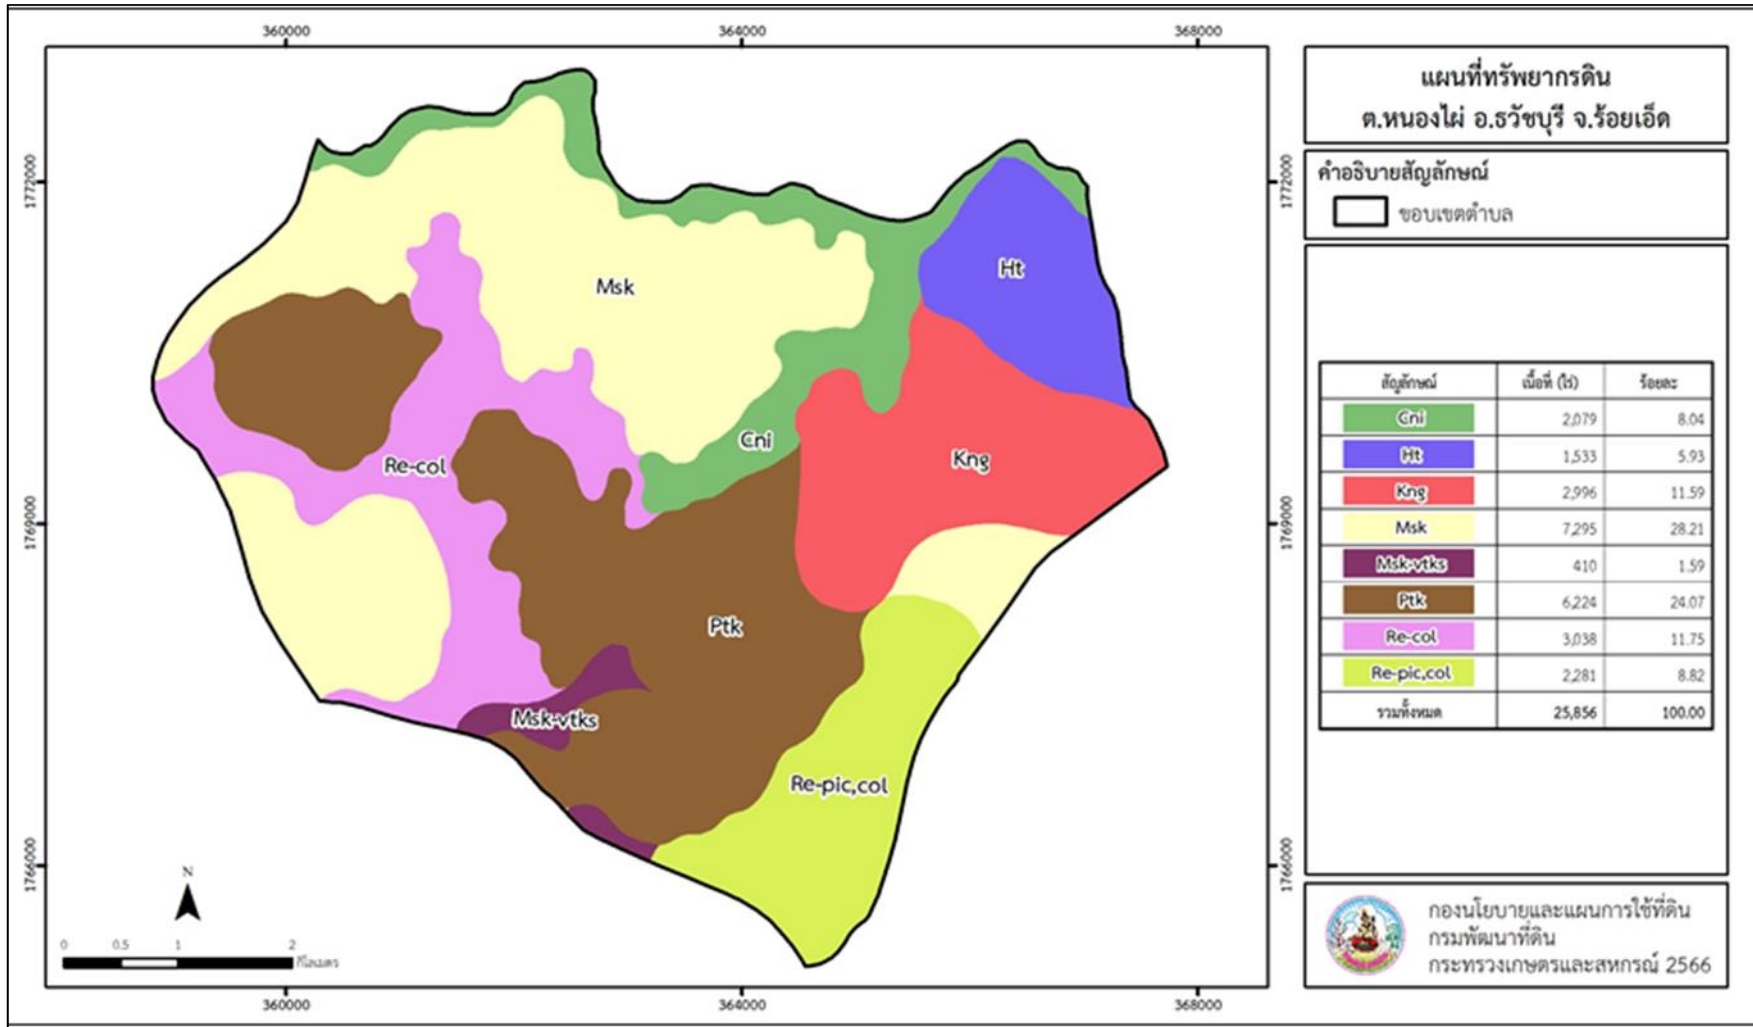 360000 364000 368000
1772000 1772000
1769000 1769000
1766000 1766000
Msk
Ht
Cni
Kng
Re-col
Ptk
Msk-vtks
Re-pic,col
N
0 0.5 1 2
กิโลเมตร
360000 364000 368000
แผนที่ทรัพยากรดิน
ต.หนองไผ่ อ.ธวัชบุรี จ.ร้อยเอ็ด
คำอธิบายสัญลักษณ์
ขอบเขตตำบล
สัญลักษณ์ เนื้อที่ (ไร่) ร้อยละ
Cni 2,079 8.04
Ht 1,533 5.93
Kng 2,996 11.59
Msk 7,295 28.21
Msk-vtks 410 1.59
Ptk 6,224 24.07
Re-col 3,038 11.75
Re-pic,col 2,281 8.82
รวมทั้งหมด 25,856 100.00
กองนโยบายและแผนการใช้ที่ดิน
กรมพัฒนาที่ดิน
กระทรวงเกษตรและสหกรณ์ 2566